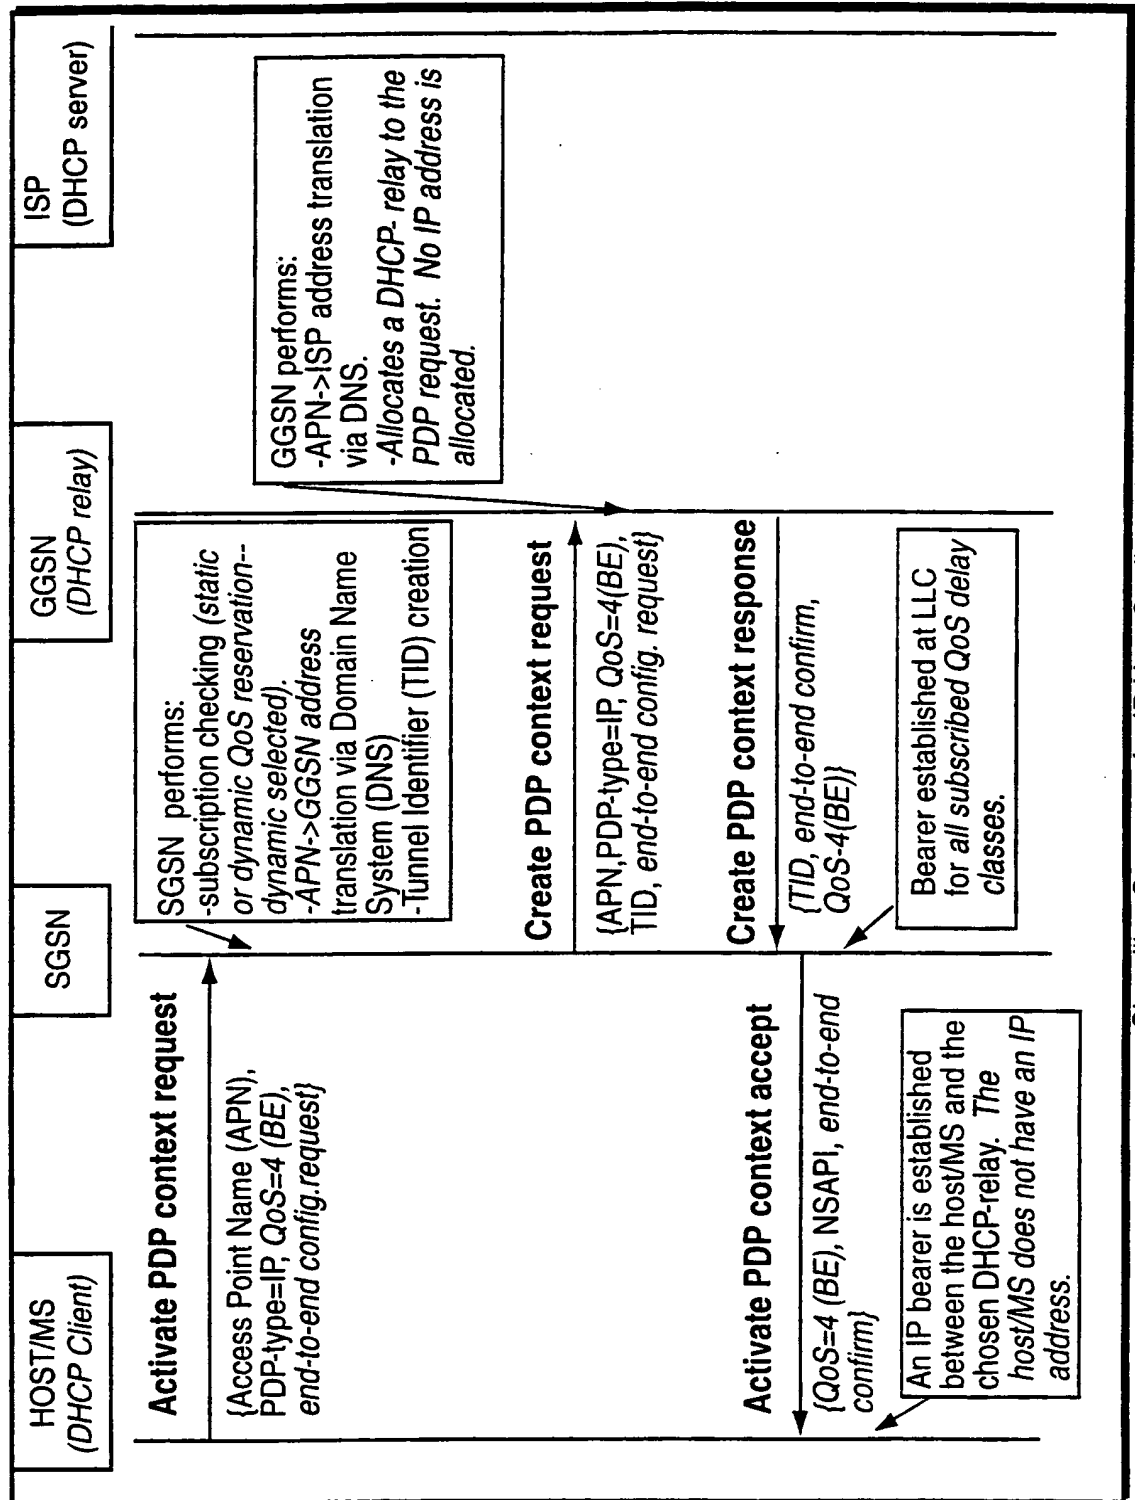 HOST/MS
(DHCP Client)
SGSN
GGSN
(DHCP relay)
ISP
(DHCP server)
Activate PDP context request
{Access Point Name (APN),
PDP-type=IP, QoS=4 (BE),
end-to-end config.request}
SGSN performs:
-subscription checking (static
or dynamic QoS reservation--
dynamic selected).
-APN->GGSN address
translation via Domain Name
System (DNS)
-Tunnel Identifier (TID) creation
Create PDP context request
{APN,PDP-type=IP, QoS=4(BE),
TID, end-to-end config. request}
GGSN performs:
-APN->ISP address translation
via DNS.
-Allocates a DHCP- relay to the
PDP request. No IP address is
allocated.
Create PDP context response
{TID, end-to-end confirm,
QoS-4(BE)}
Bearer established at LLC
for all subscribed QoS delay
classes.
Activate PDP context accept
{QoS=4 (BE), NSAPI, end-to-end
confirm}
An IP bearer is established
between the host/MS and the
chosen DHCP-relay. The
host/MS does not have an IP
address.